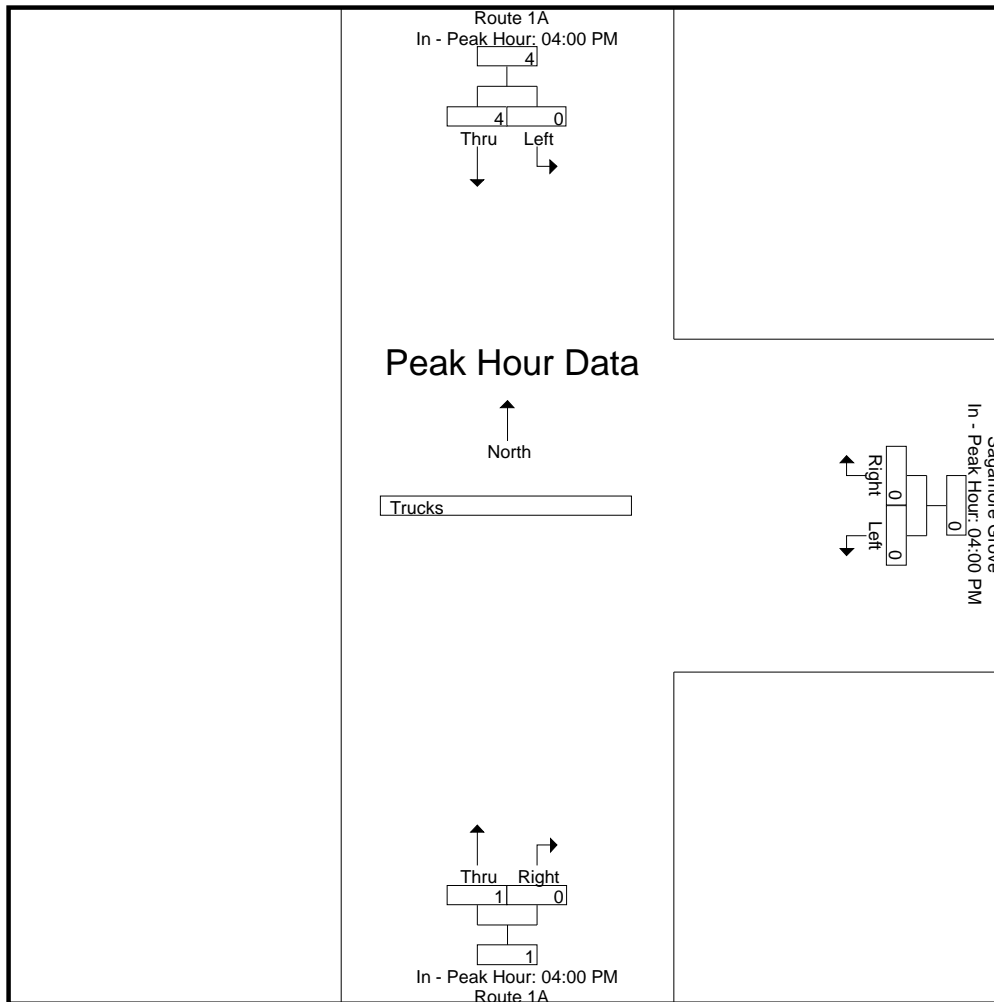 Route 1A
In - Peak Hour: 04:00 PM
4
4 0
Thru Left
Peak Hour Data
North
Trucks
Sagamore Grove
In - Peak Hour: 04:00 PM
0
Right Left
0 0
Thru Right
1 0
1
In - Peak Hour: 04:00 PM
Route 1A